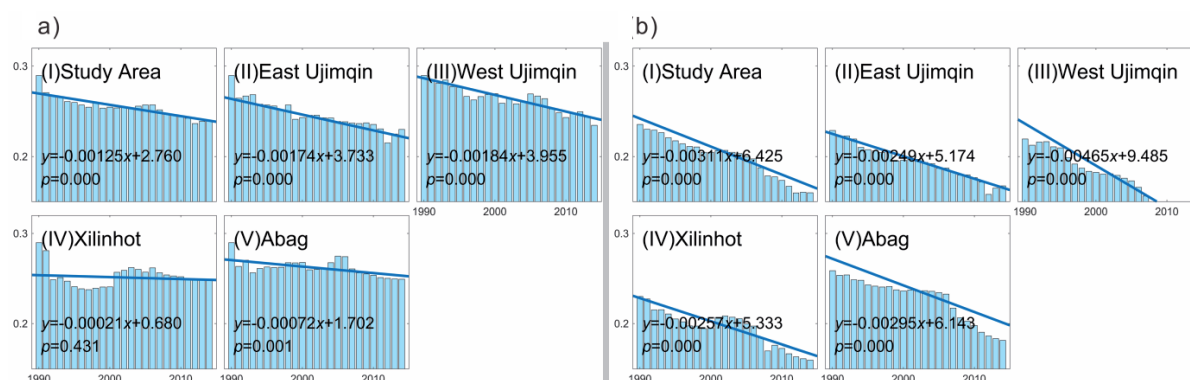 a)
0.3
(I)Study Area
y=-0.00125x+2.760
p=0.000
(II)East Ujimqin
y=-0.00174x+3.733
p=0.000
(III)West Ujimqin
y=-0.00184x+3.955
p=0.000
0.2
1990
2000
2010
0.3
(IV)Xilinhot
y=-0.00021x+0.680
p=0.431
(V)Abag
y=-0.00072x+1.702
p=0.001
0.2
1990
2000
2010
1990
2000
2010
b)
0.3
(I)Study Area
y=-0.00311x+6.425
p=0.000
(II)East Ujimqin
y=-0.00249x+5.174
p=0.000
(III)West Ujimqin
y=-0.00465x+9.485
p=0.000
0.2
1990
2000
2010
0.3
(IV)Xilinhot
y=-0.00257x+5.333
p=0.000
(V)Abag
y=-0.00295x+6.143
p=0.000
0.2
1990
2000
2010
1990
2000
2010